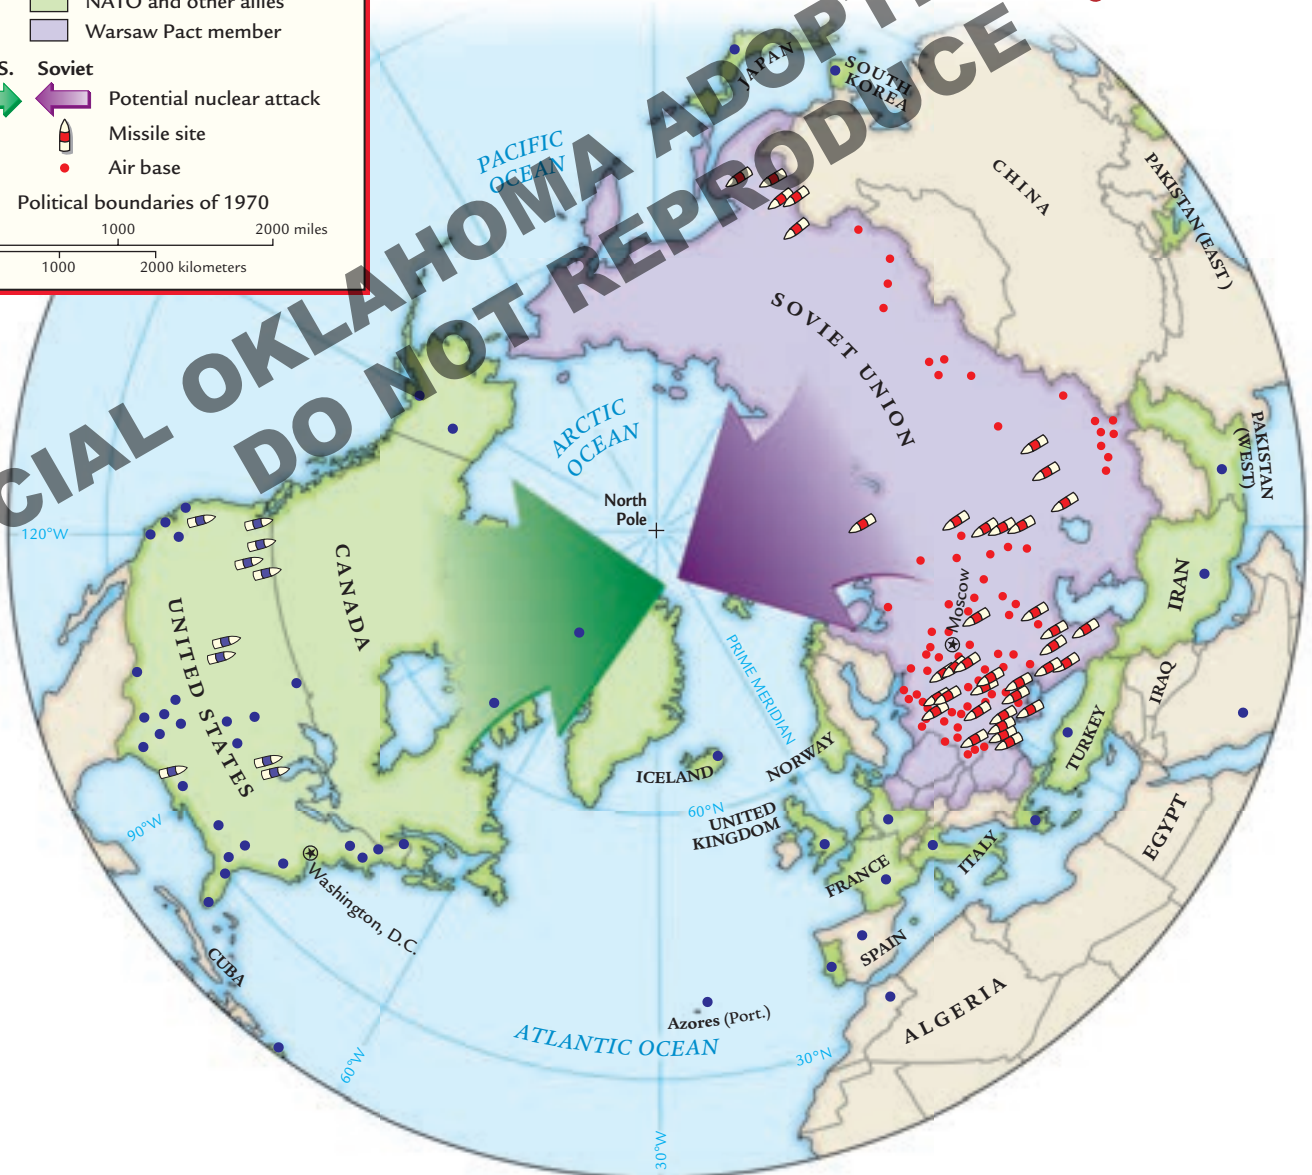 NATO and other allies
Warsaw Pact member
S. Soviet
Potential nuclear attack
Missile site
Air base
Political boundaries of 1970
1000 2000 miles
1000 2000 kilometers
CIAL OKLAHOMA ADOPT
DO NOT REPRODUCE
JAPAN
SOUTH
KOREA
PACIFIC
OCEAN
CHINA
PAKISTAN (EAST)
SOVIET UNION
ARCTIC
OCEAN
PAKISTAN
(WEST)
North
Pole
120°W
CANADA
IRAN
Moscow
UNITED STATES
PRIME MERIDIAN
IRAQ
TURKEY
NORWAY
ICELAND
60°N
UNITED
KINGDOM
90°W
EGYPT
ITALY
FRANCE
Washington, D.C.
SPAIN
CUBA
ALGERIA
Azores (Port.)
ATLANTIC OCEAN
30°N
60°W
30°W